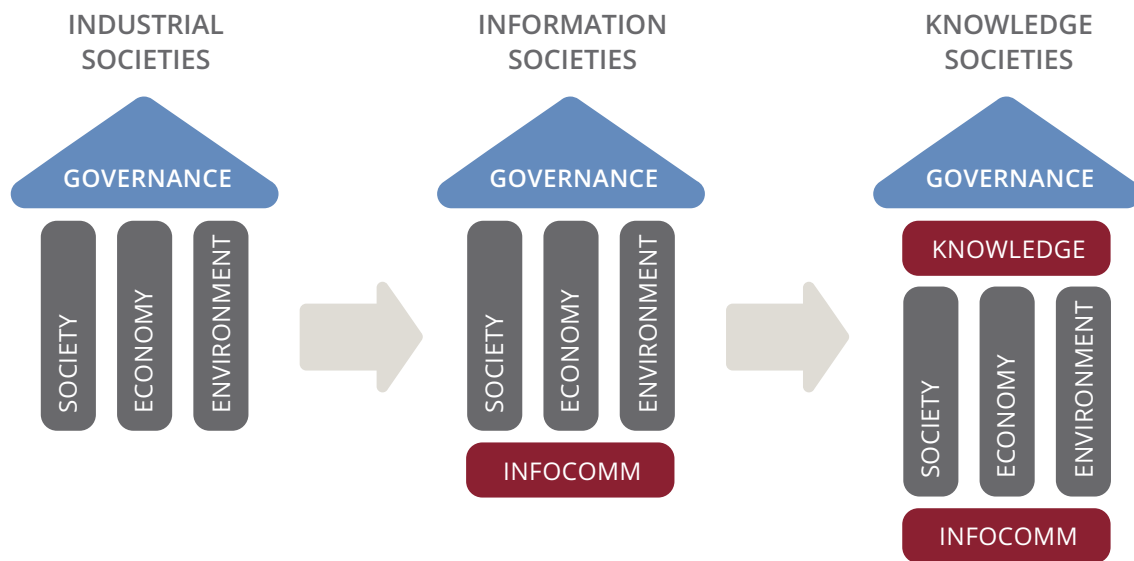 INDUSTRIAL
SOCIETIES
GOVERNANCE
SOCIETY
ECONOMY
ENVIRONMENT
INFORMATION
SOCIETIES
GOVERNANCE
SOCIETY
ECONOMY
ENVIRONMENT
INFOCOMM
KNOWLEDGE
SOCIETIES
GOVERNANCE
KNOWLEDGE
SOCIETY
ECONOMY
ENVIRONMENT
INFOCOMM